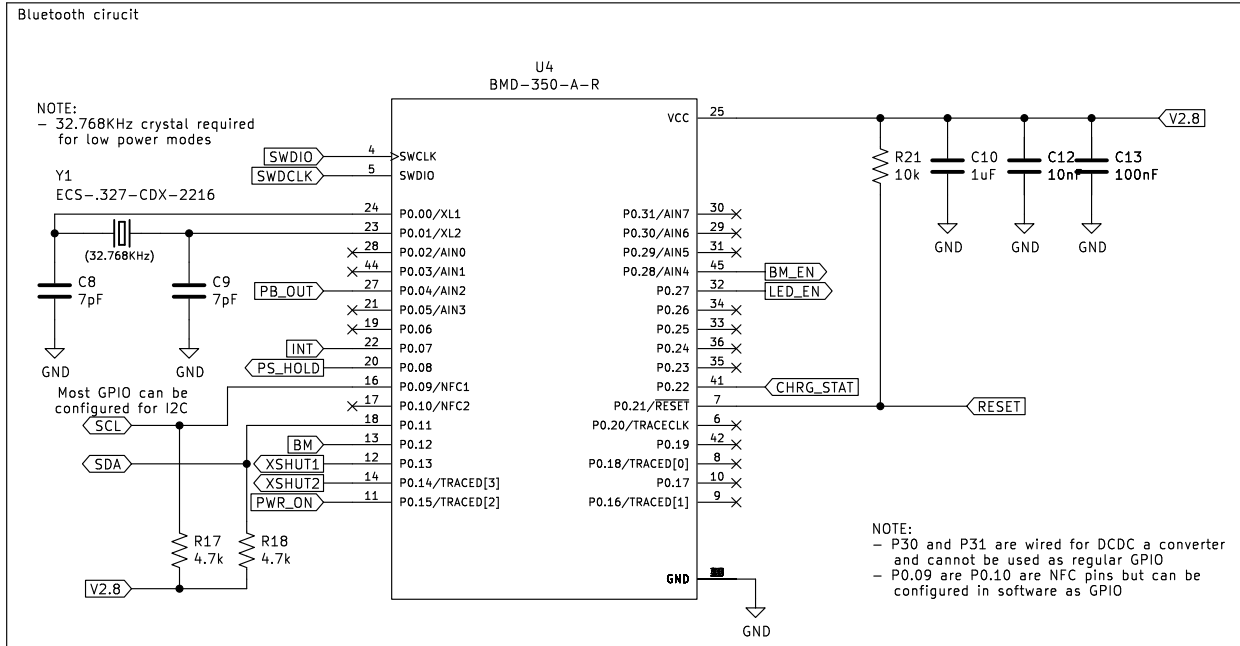 Bluetooth cirucit
U4
BMD-350-A-R
NOTE:
- 32.768KHz crystal required
for low power modes
Y1
ECS-.327-CDX-2216
(32.768KHz)
C8
7pF
C9
7pF
GND
GND
Most GPIO can be
configured for I2C
SWDIO
4
SWCLK
SWDCLK
5
SWDIO
24
P0.00/XL1
23
P0.01/XL2
28
P0.02/AIN0
44
P0.03/AIN1
PB_OUT
27
P0.04/AIN2
21
P0.05/AIN3
19
P0.06
INT
22
P0.07
PS_HOLD
20
P0.08
16
P0.09/NFC1
17
P0.10/NFC2
SCL
18
P0.11
BM
13
P0.12
SDA
XSHUT1
12
P0.13
XSHUT2
14
P0.14/TRACED[3]
PWR_ON
11
P0.15/TRACED[2]
R17
4.7k
R18
4.7k
V2.8
VCC
25
V2.8
R21
10k
C10
1uF
C12
10nF
C13
100nF
GND
GND
GND
P0.31/AIN7
30
P0.30/AIN6
29
P0.29/AIN5
31
P0.28/AIN4
45
BM_EN
P0.27
32
LED_EN
P0.26
34
P0.25
33
P0.24
36
P0.23
35
P0.22
41
CHRG_STAT
P0.21/RESET
7
RESET
P0.20/TRACECLK
6
P0.19
42
P0.18/TRACED[0]
8
P0.17
10
P0.16/TRACED[1]
9
GND
GND
NOTE:
- P30 and P31 are wired for DCDC a converter
and cannot be used as regular GPIO
- P0.09 are P0.10 are NFC pins but can be
configured in software as GPIO